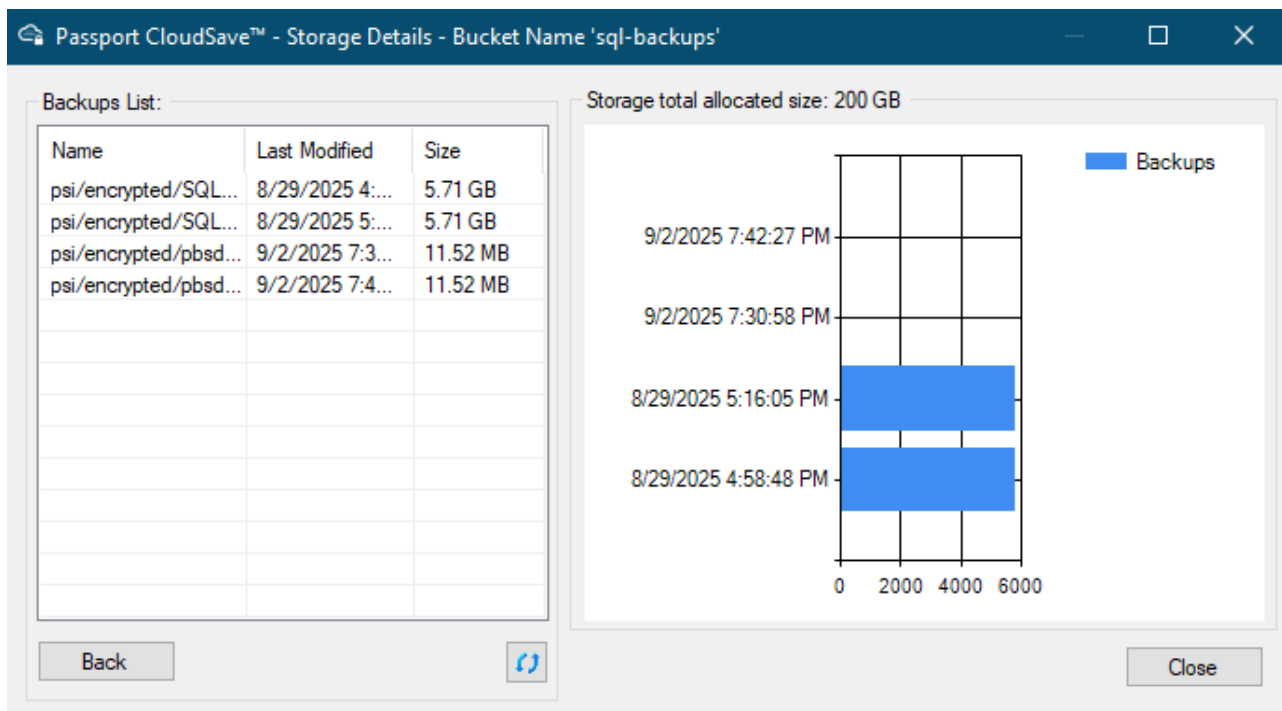 Passport CloudSave™ - Storage Details - Bucket Name 'sql-backups'
Backups List:
Name Last Modified Size
psi/encrypted/SQL... 8/29/2025 4:... 5.71 GB
psi/encrypted/SQL... 8/29/2025 5:... 5.71 GB
psi/encrypted/pbsd... 9/2/2025 7:3... 11.52 MB
psi/encrypted/pbsd... 9/2/2025 7:4... 11.52 MB
Back
Storage total allocated size: 200 GB
Backups
9/2/2025 7:42:27 PM
9/2/2025 7:30:58 PM
8/29/2025 5:16:05 PM
8/29/2025 4:58:48 PM
0 2000 4000 6000
Close